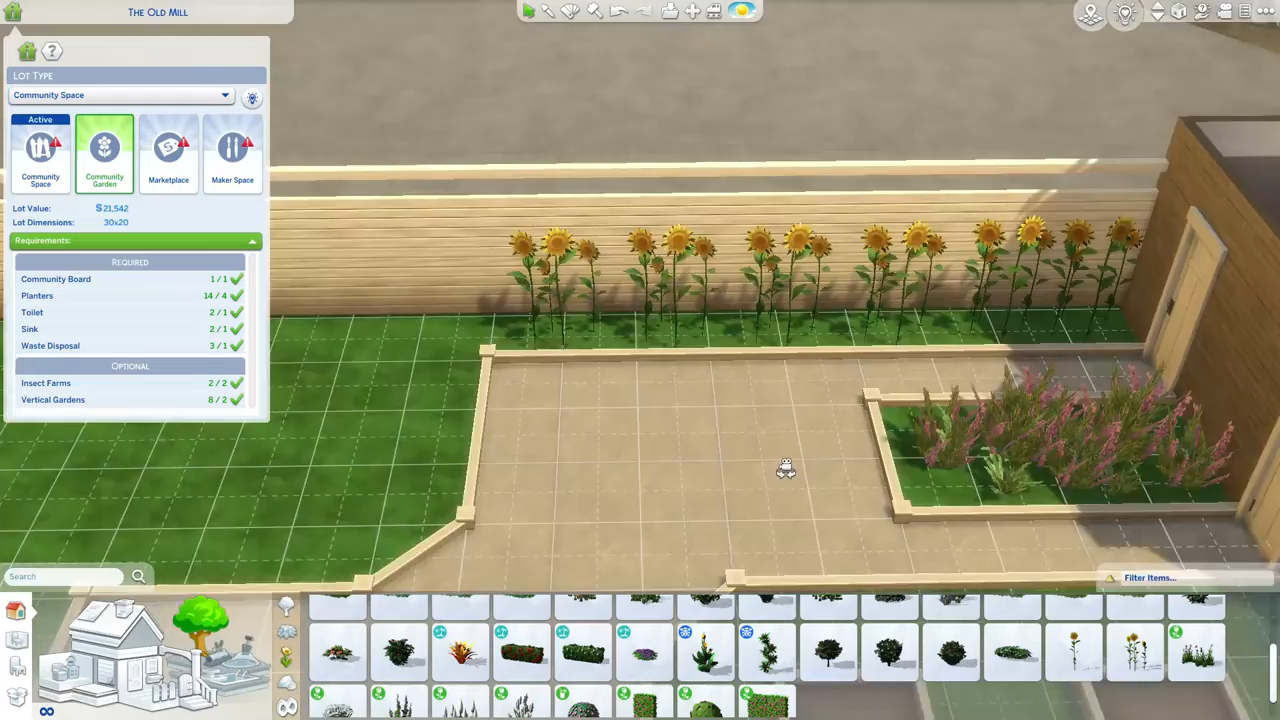 THE OLD MILL
?
LOT TYPE
Community Space
Active
Community Space
Community Garden
Marketplace
Maker Space
Lot Value: §21,542
Lot Dimensions: 30x20
Requirements:
REQUIRED
Community Board 1 / 1
Planters 14 / 4
Toilet 2 / 1
Sink 2 / 1
Waste Disposal 3 / 1
OPTIONAL
Insect Farms 2 / 2
Vertical Gardens 8 / 2
Search
Filter Items...